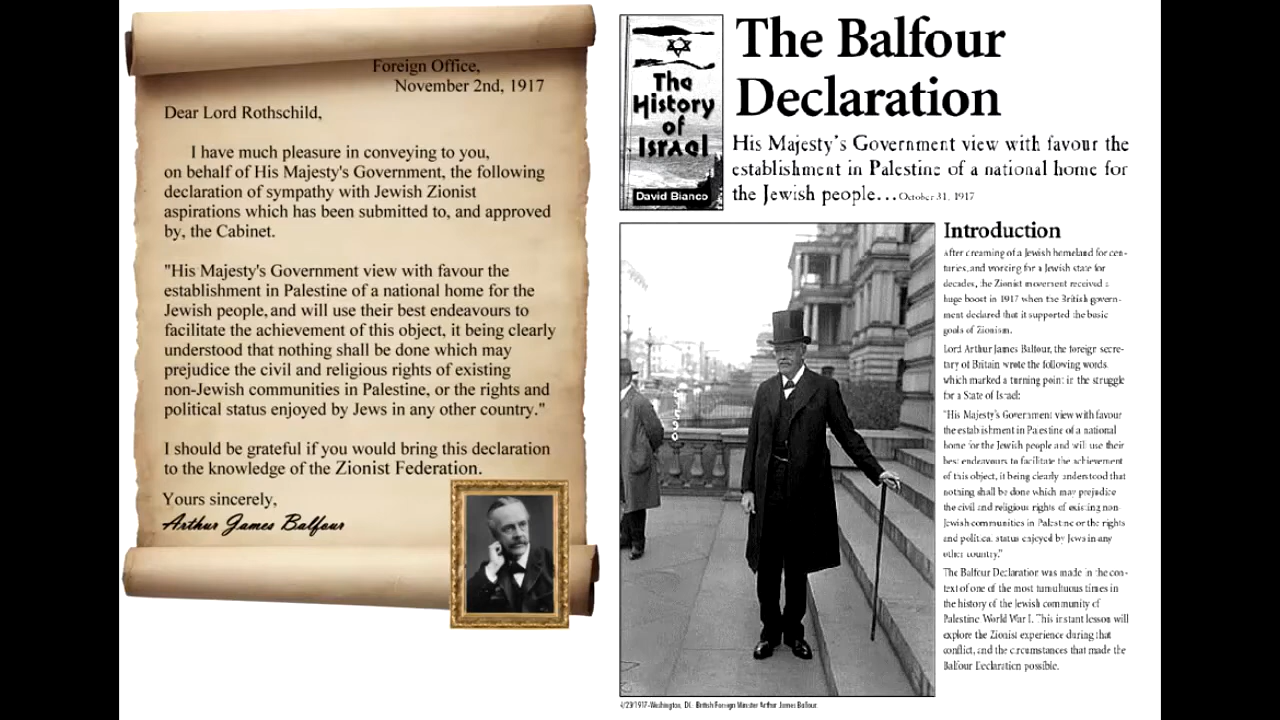 Foreign Office,
November 2nd, 1917
Dear Lord Rothschild,
I have much pleasure in conveying to you,
on behalf of His Majesty's Government, the following
declaration of sympathy with Jewish Zionist
aspirations which has been submitted to, and approved
by, the Cabinet.
"His Majesty's Government view with favour the
establishment in Palestine of a national home for the
Jewish people, and will use their best endeavours to
facilitate the achievement of this object, it being clearly
understood that nothing shall be done which may
prejudice the civil and religious rights of existing
non-Jewish communities in Palestine, or the rights and
political status enjoyed by Jews in any other country."
I should be grateful if you would bring this declaration
to the knowledge of the Zionist Federation.
Yours sincerely,
Arthur James Balfour
The
History
of
Israel
David Bianco
The Balfour
Declaration
His Majesty's Government view with favour the
establishment in Palestine of a national home for
the Jewish people... October 31, 1917
Introduction
After dreaming of a Jewish homeland for cen-
turies, and working for a Jewish state for
decades, the Zionist movement received a
huge boost in 1917 when the British govern-
ment declared that it supported the basic
goals of Zionism.
Lord Arthur James Balfour, the foreign secre-
tary of Britain wrote the following words,
which marked a turning point in the struggle
for a State of Israel:
"His Majesty's Government view with favour
the establishment in Palestine of a national
home for the Jewish people and will use their
best endeavours to facilitate the achievement
of this object, it being clearly understood that
nothing shall be done which may prejudice
the civil and religious rights of existing non-
Jewish communities in Palestine or the rights
and political status enjoyed by Jews in any
other country."
The Balfour Declaration was made in the con-
text of one of the most tumultuous times in
the history of the Jewish community of
Palestine: World War I. This instant lesson will
explore the Zionist experience during that
conflict, and the circumstances that made the
Balfour Declaration possible.
/23/1917-Washington, DC: British Foreign Minister Arthur James Balfour.